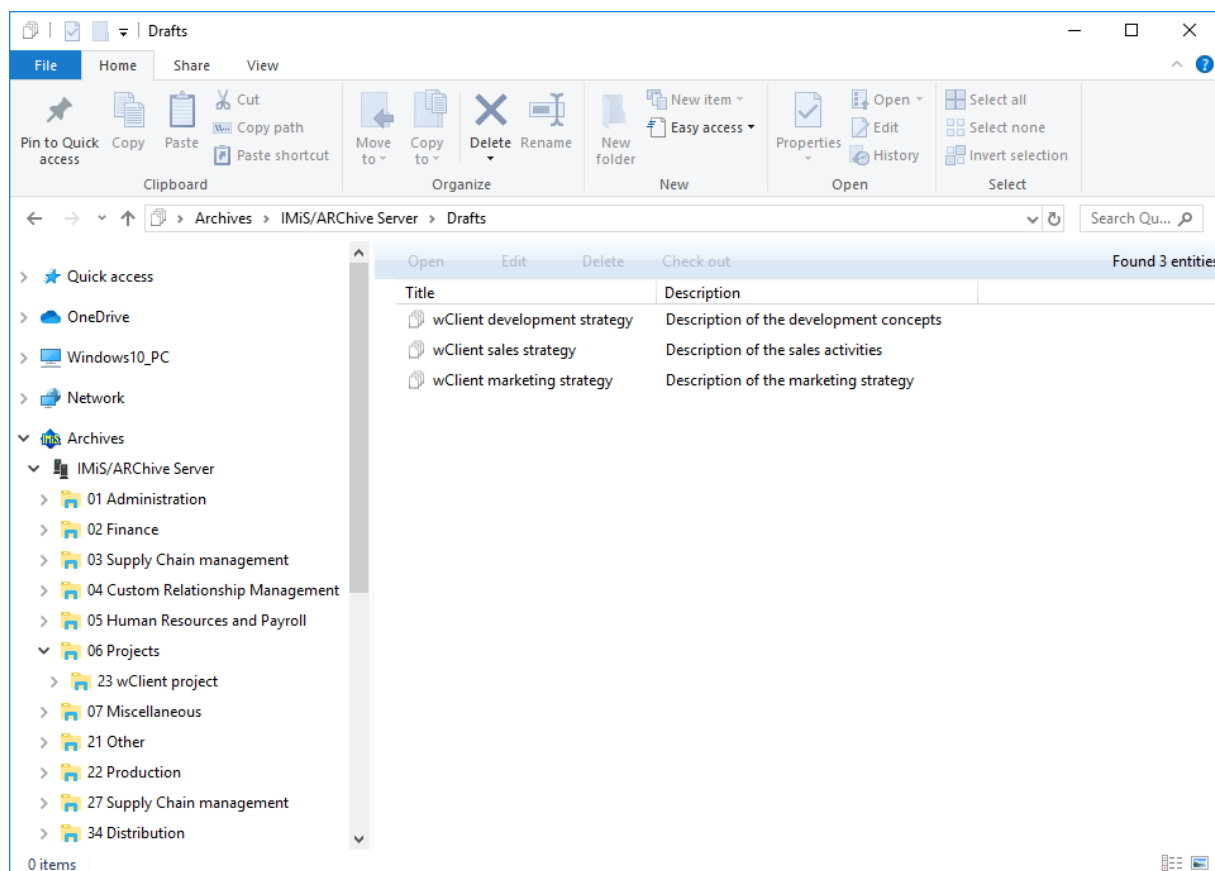 Drafts
File Home Share View
Pin to Quick access Copy Paste Cut Copy path Paste shortcut
Clipboard
Move to Copy to Delete Rename
Organize
New folder New item Easy access
New
Properties Open Edit History
Open
Select all Select none Invert selection
Select
Archives IMiS/ARChive Server Drafts
Search Qu...
Quick access
OneDrive
Windows10_PC
Network
Archives
IMiS/ARChive Server
01 Administration
02 Finance
03 Supply Chain management
04 Custom Relationship Management
05 Human Resources and Payroll
06 Projects
23 wClient project
07 Miscellaneous
21 Other
22 Production
27 Supply Chain management
34 Distribution
Open Edit Delete Check out Found 3 entities
Title Description
wClient development strategy Description of the development concepts
wClient sales strategy Description of the sales activities
wClient marketing strategy Description of the marketing strategy
0 items